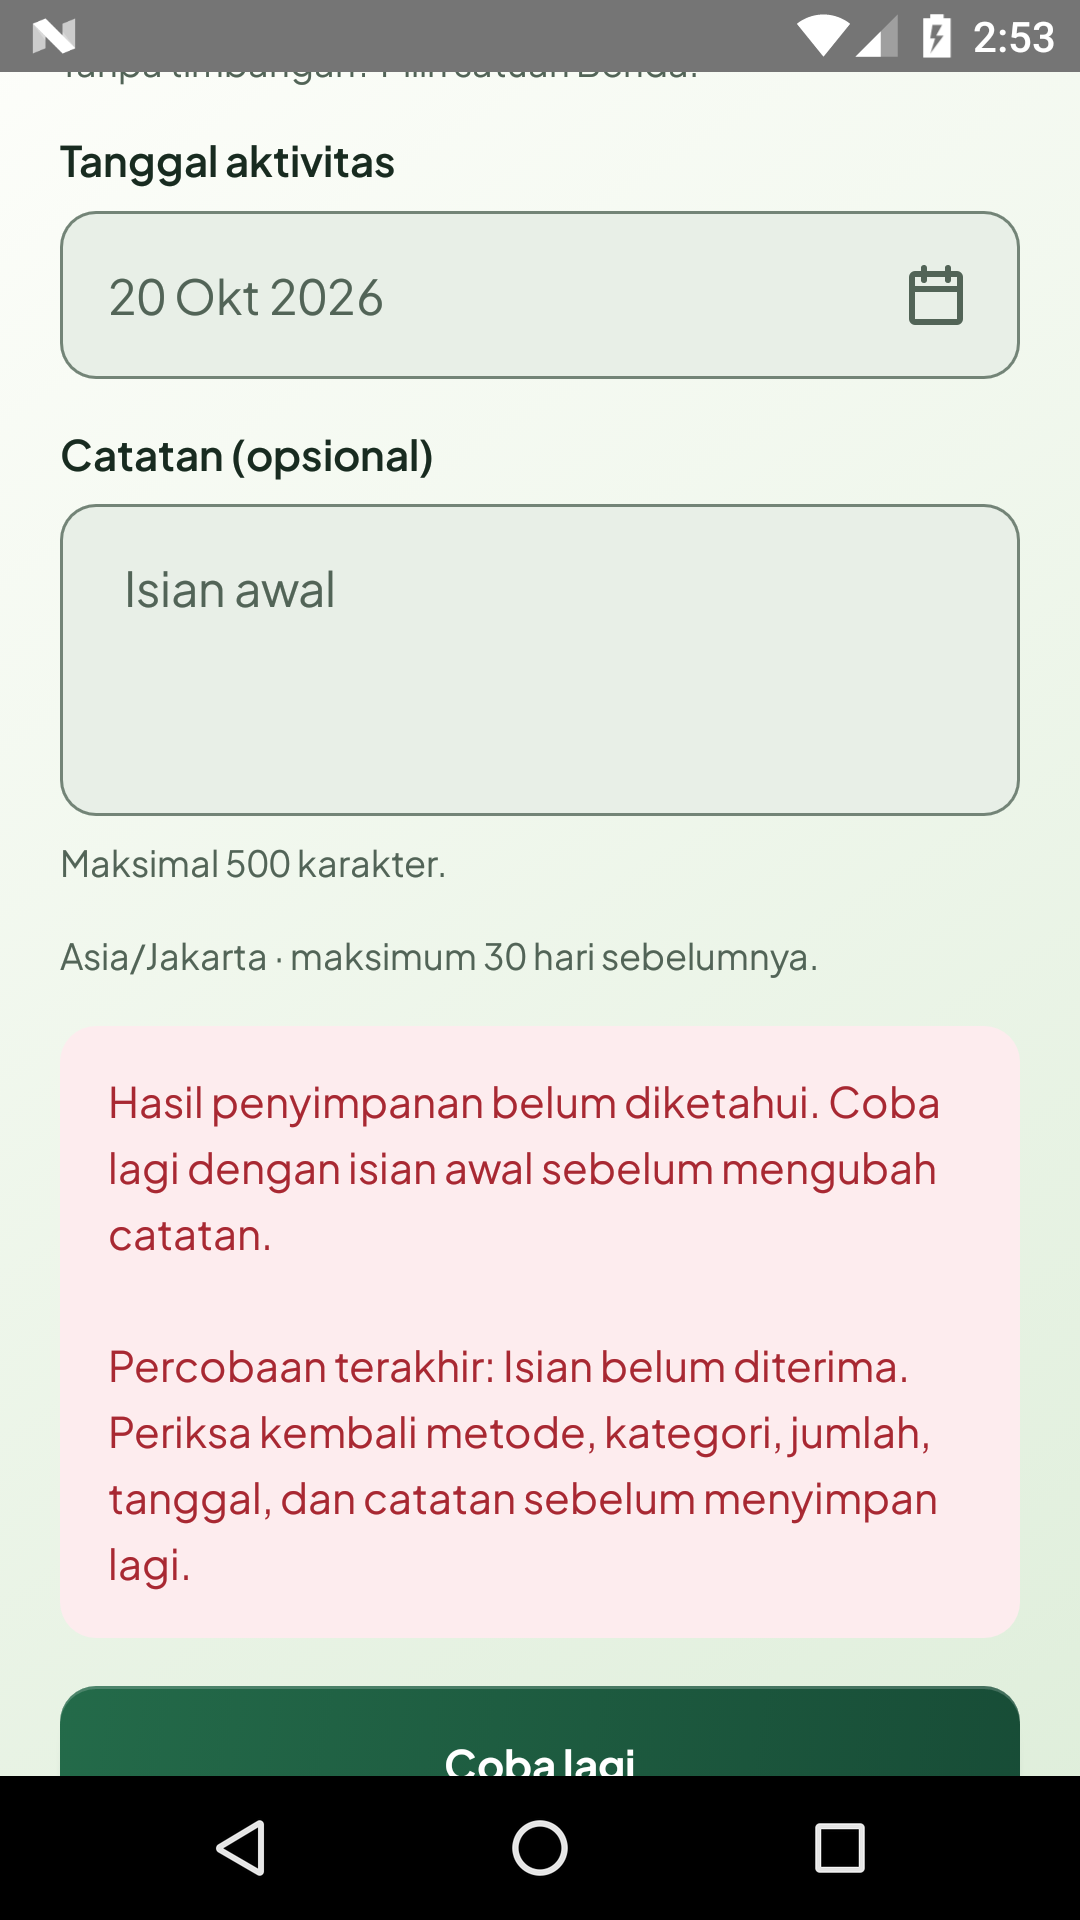 2:53
Tanggal aktivitas
20 Okt 2026
Catatan (opsional)
Isian awal
Maksimal 500 karakter.
Asia/Jakarta · maksimum 30 hari sebelumnya.
Hasil penyimpanan belum diketahui. Coba
lagi dengan isian awal sebelum mengubah
catatan.
Percobaan terakhir: Isian belum diterima.
Periksa kembali metode, kategori, jumlah,
tanggal, dan catatan sebelum menyimpan
lagi.
Coba lagi